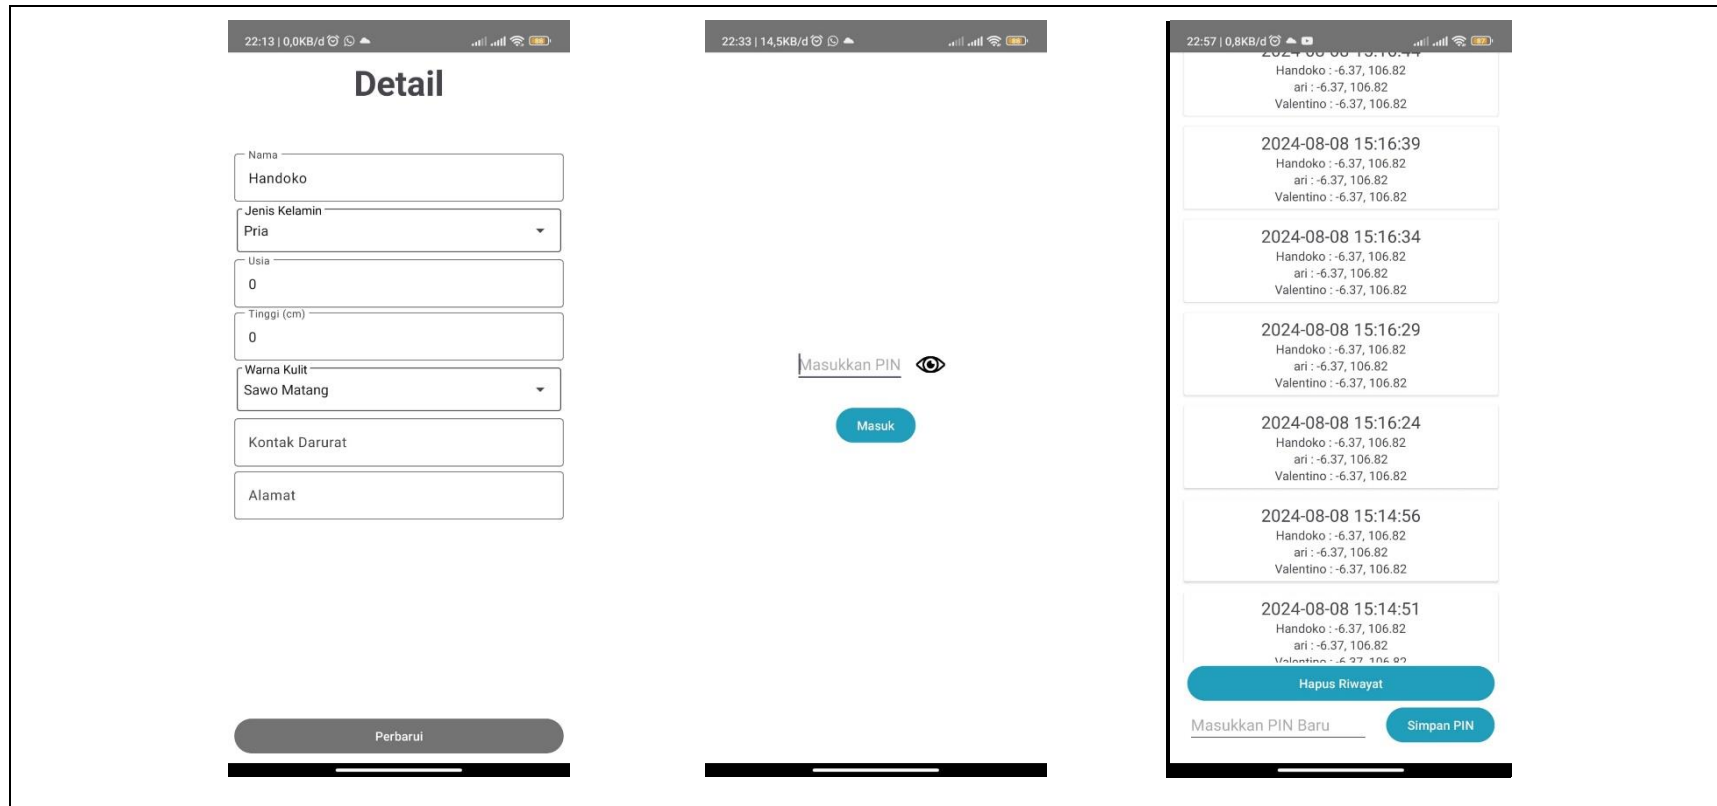 22:13 | 0,0KB/d
Detail
Nama
Handoko
Jenis Kelamin
Pria
Usia
0
Tinggi (cm)
0
Warna Kulit
Sawo Matang
Kontak Darurat
Alamat
Perbarui
22:33 | 14,5KB/d
Masukkan PIN
Masuk
22:57 | 0,8KB/d
Handoko : -6.37, 106.82
ari : -6.37, 106.82
Valentino : -6.37, 106.82
2024-08-08 15:16:39
Handoko : -6.37, 106.82
ari : -6.37, 106.82
Valentino : -6.37, 106.82
2024-08-08 15:16:34
Handoko : -6.37, 106.82
ari : -6.37, 106.82
Valentino : -6.37, 106.82
2024-08-08 15:16:29
Handoko : -6.37, 106.82
ari : -6.37, 106.82
Valentino : -6.37, 106.82
2024-08-08 15:16:24
Handoko : -6.37, 106.82
ari : -6.37, 106.82
Valentino : -6.37, 106.82
2024-08-08 15:14:56
Handoko : -6.37, 106.82
ari : -6.37, 106.82
Valentino : -6.37, 106.82
2024-08-08 15:14:51
Handoko : -6.37, 106.82
ari : -6.37, 106.82
Valentino : -6.37, 106.82
Hapus Riwayat
Masukkan PIN Baru
Simpan PIN